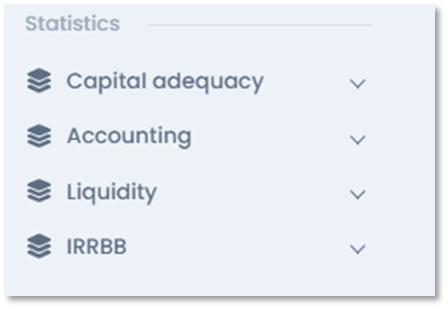 Statistics
Capital adequacy
Accounting
Liquidity
IRRBB